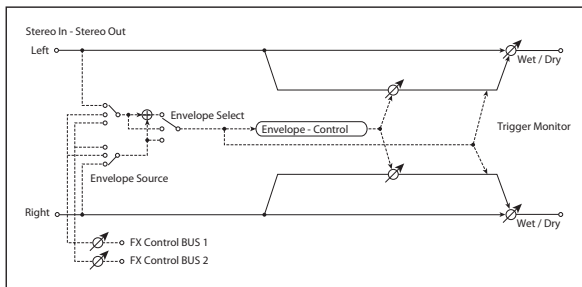 Stereo In - Stereo Out
Left
Wet / Dry
Envelope Select
Envelope - Control
Trigger Monitor
Envelope Source
Right
Wet / Dry
FX Control BUS 1
FX Control BUS 2